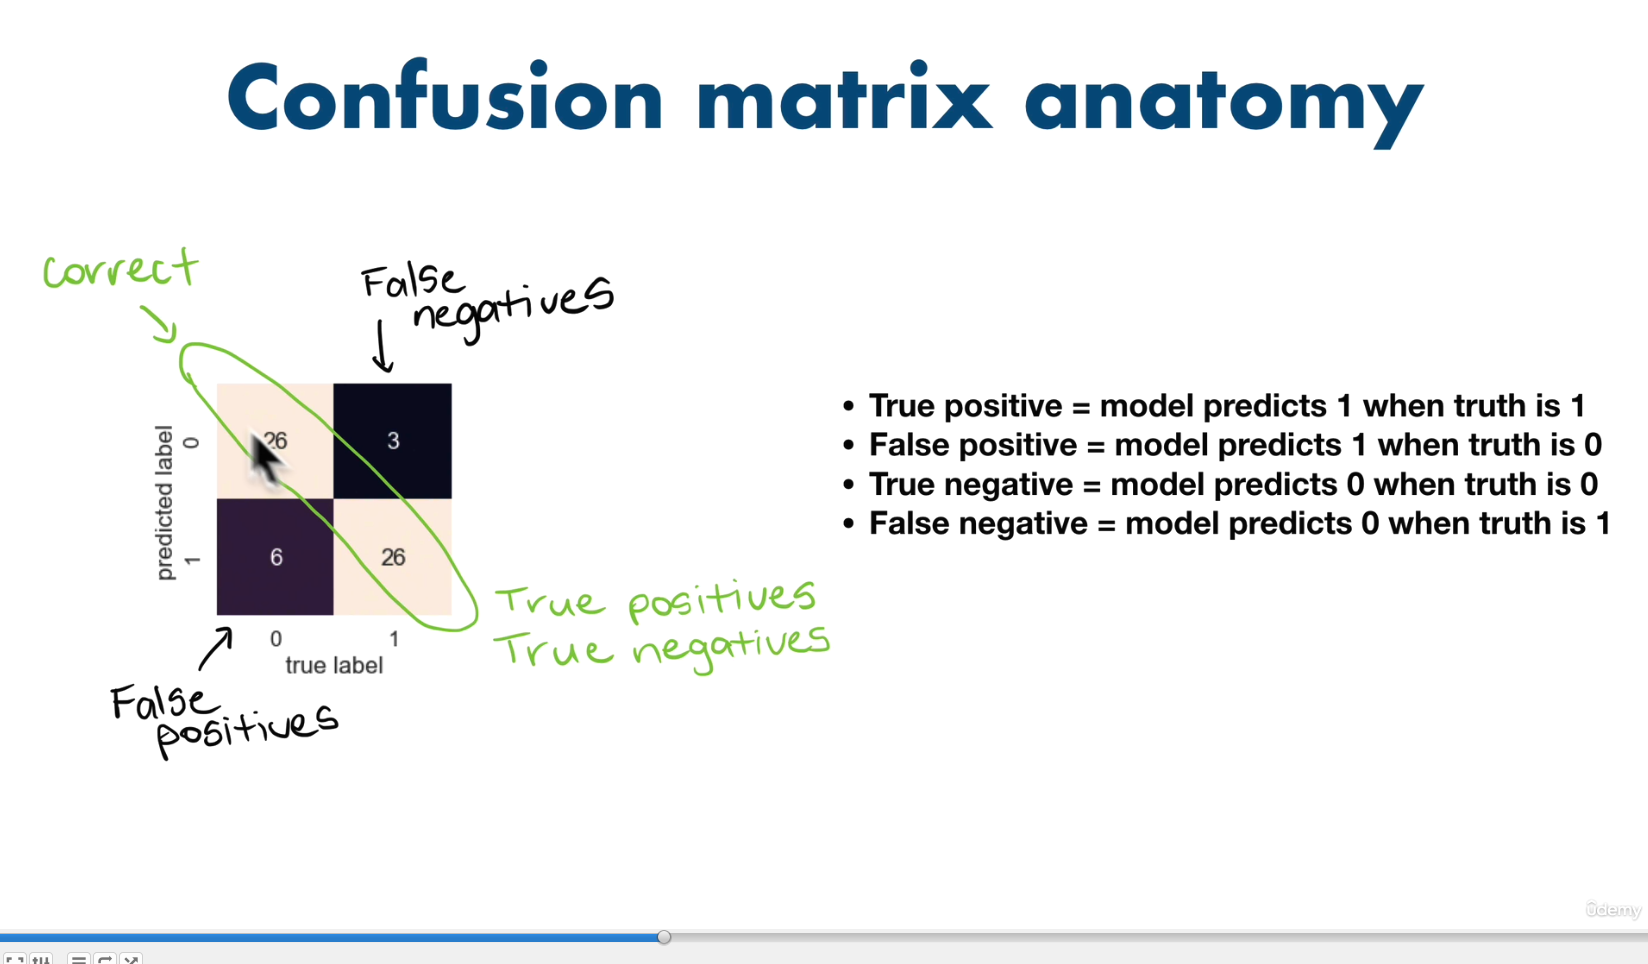 Confusion matrix anatomy
correct
False
negatives
predicted label
0
1
26
3
6
26
0
1
true label
False
positives
True positives
True negatives
• True positive = model predicts 1 when truth is 1
• False positive = model predicts 1 when truth is 0
• True negative = model predicts 0 when truth is 0
• False negative = model predicts 0 when truth is 1
ûdemy